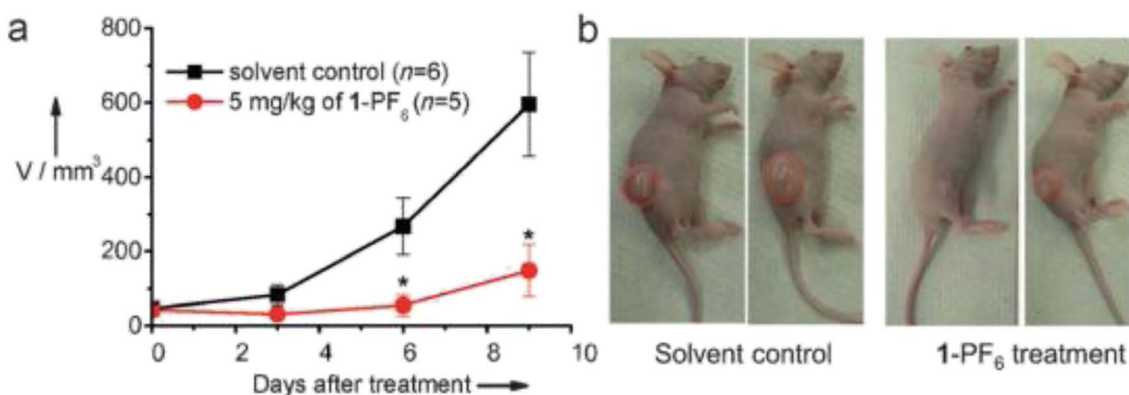 a
800
600
400
200
0
V / mm³
solvent control (n=6)
5 mg/kg of 1-PF₆ (n=5)
*
*
0 2 4 6 8 10
Days after treatment
b
Solvent control
1-PF₆ treatment